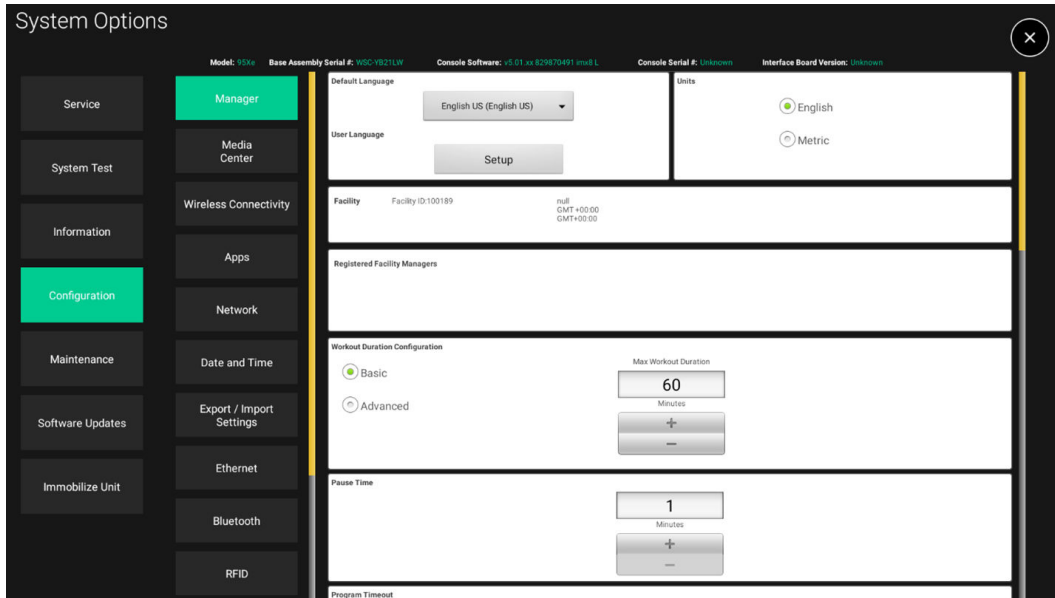 System Options
Model: 95Xe Base Assembly Serial #: WSC-YB21LW Console Software: v5.01.xx 829870491 imx8 L Console Serial #: Unknown Interface Board Version: Unknown
Service
System Test
Information
Configuration
Maintenance
Software Updates
Immobilize Unit
Manager
Media
Center
Wireless Connectivity
Apps
Network
Date and Time
Export / Import
Settings
Ethernet
Bluetooth
RFID
Default Language
English US (English US)
User Language
Setup
Units
English
Metric
Facility Facility ID:100189 null
GMT +00:00
GMT+00:00
Registered Facility Managers
Workout Duration Configuration
Basic
Advanced
Max Workout Duration
60
Minutes
+
−
Pause Time
1
Minutes
+
−
Program Timeout